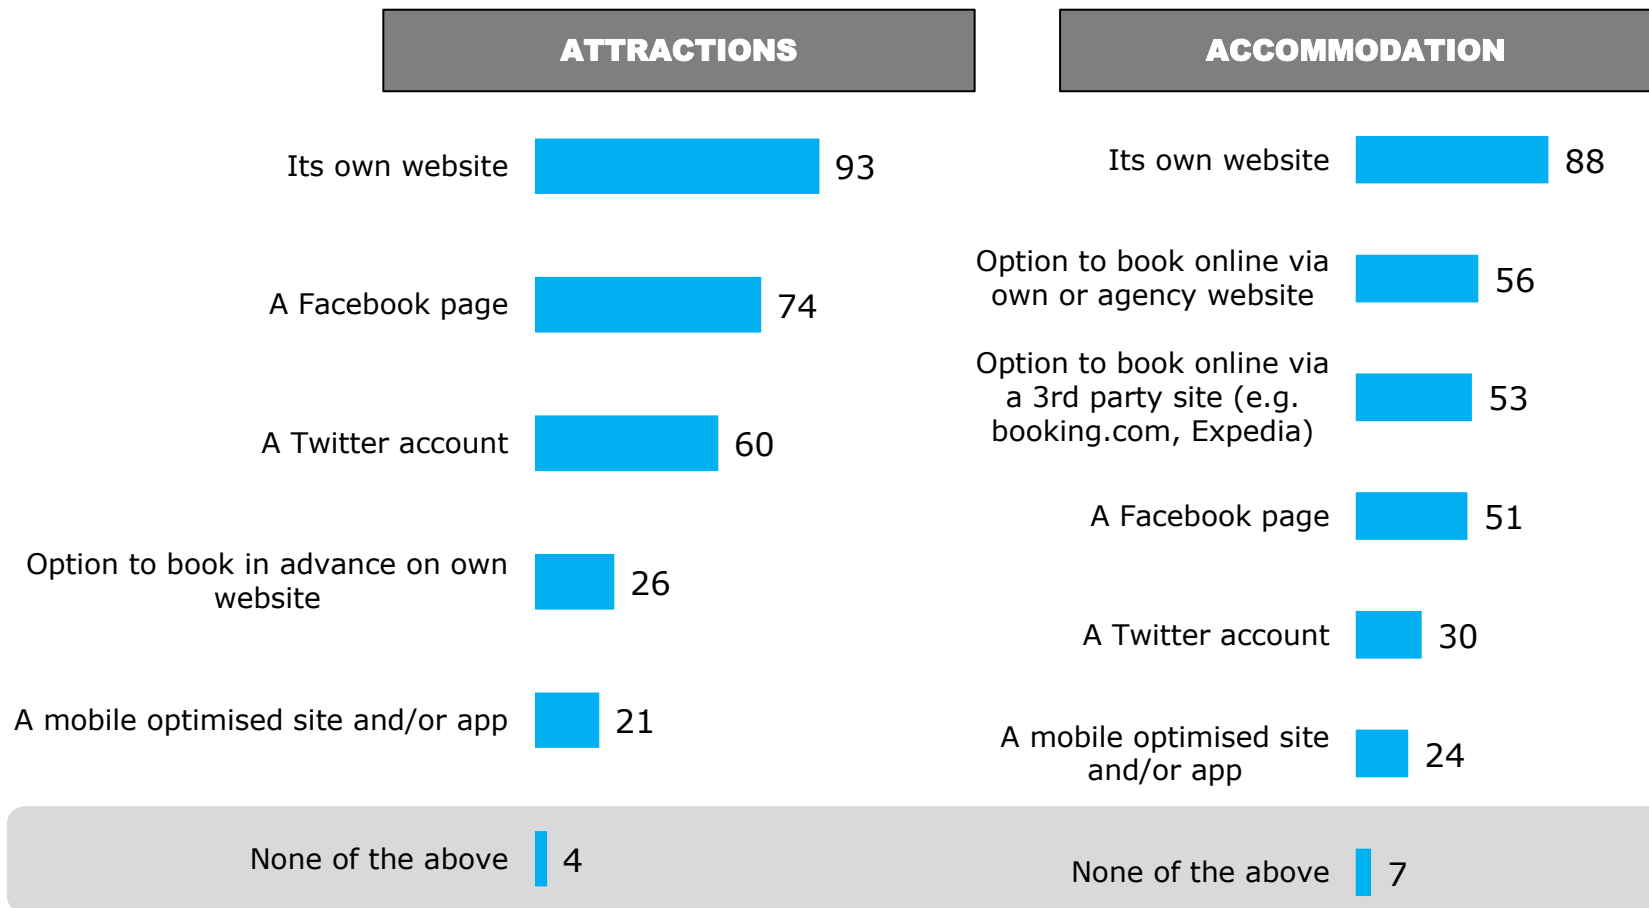 ATTRACTIONS
Its own website
93
A Facebook page
74
A Twitter account
60
Option to book in advance on own
website
26
A mobile optimised site and/or app
21
None of the above
4
ACCOMMODATION
Its own website
88
Option to book online via
own or agency website
56
Option to book online via
a 3rd party site (e.g.
booking.com, Expedia)
53
A Facebook page
51
A Twitter account
30
A mobile optimised site
and/or app
24
None of the above
7